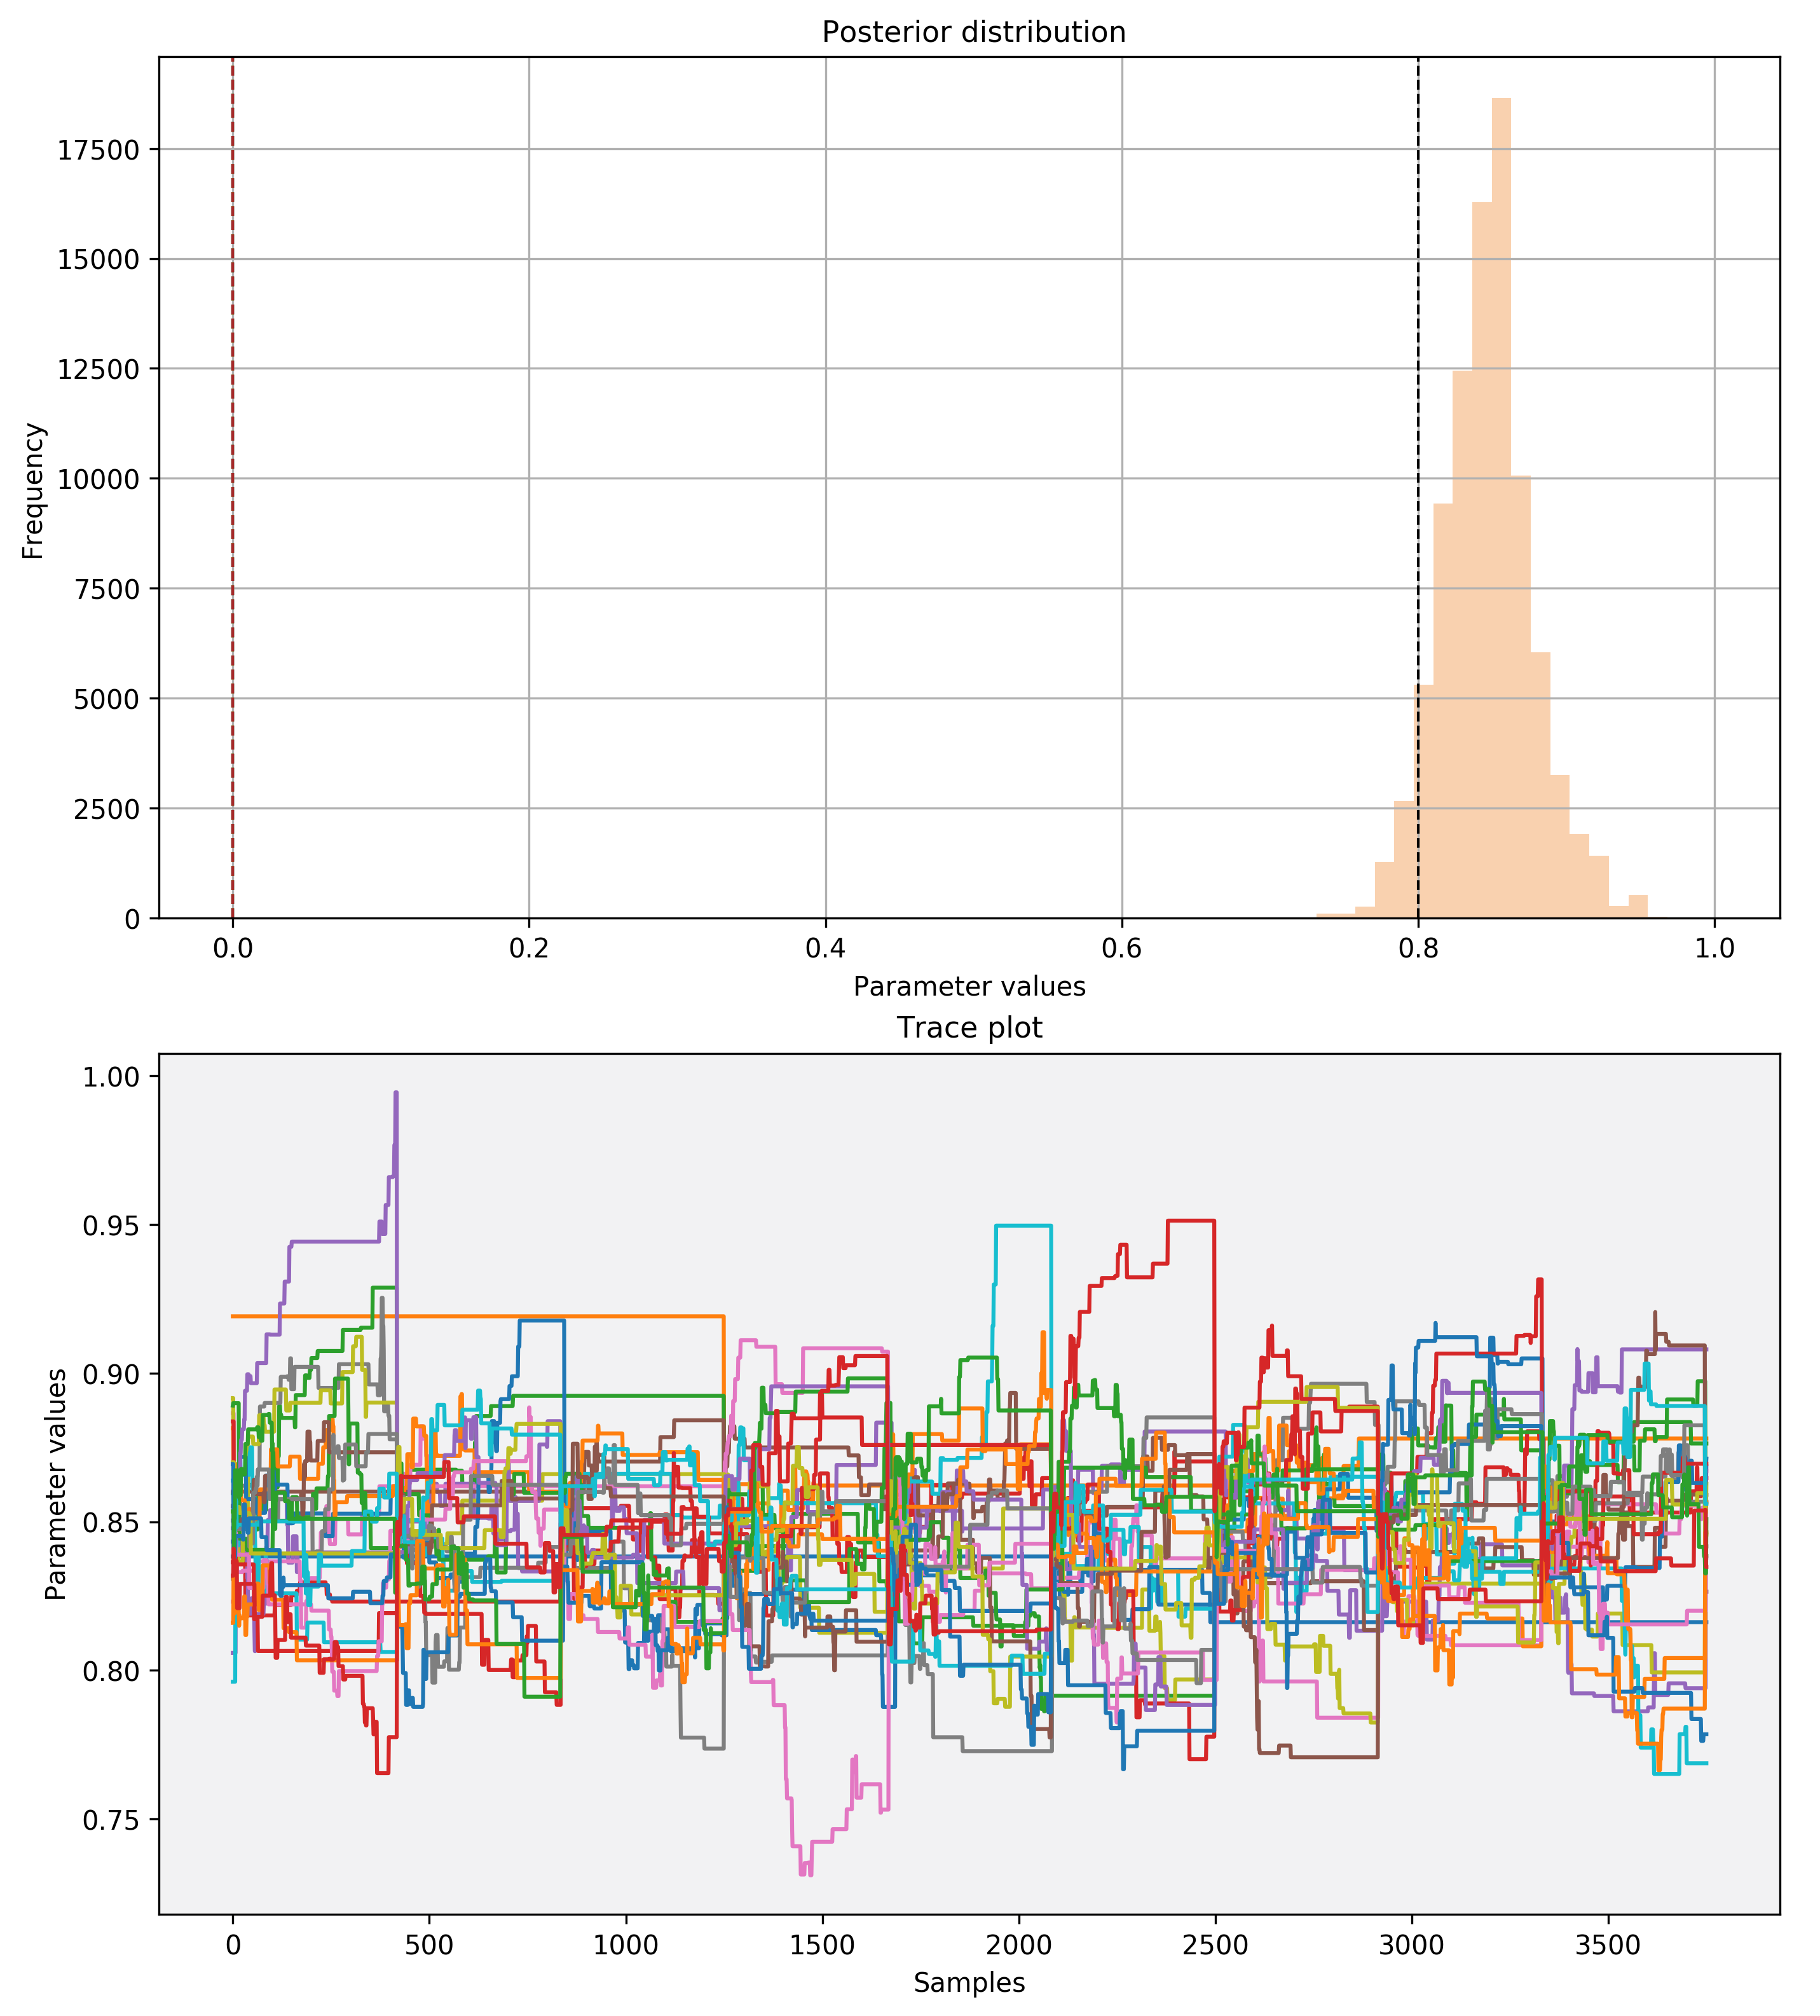 Posterior distribution
17500
15000
12500
10000
7500
5000
2500
0
Frequency
0.0 0.2 0.4 0.6 0.8 1.0
Parameter values
Trace plot
1.00
0.95
0.90
0.85
0.80
0.75
Parameter values
0 500 1000 1500 2000 2500 3000 3500
Samples